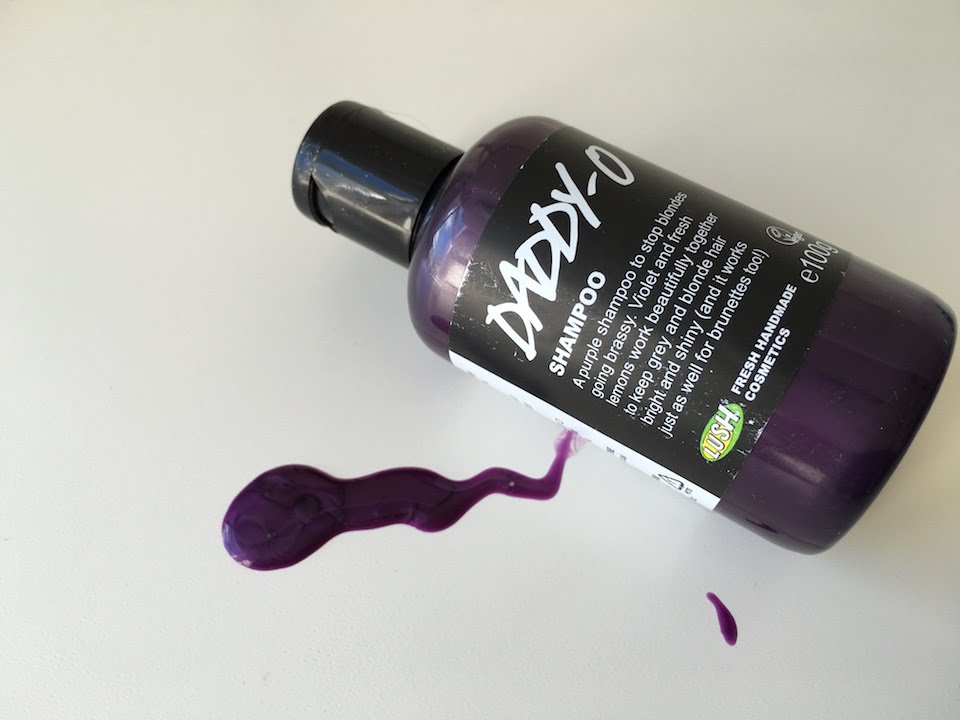 DADDY-O
SHAMPOO
A purple shampoo to stop blondes
going brassy. Violet and fresh
lemons work beautifully together
to keep grey and blonde hair
bright and shiny (and it works
just as well for brunettes too!)
Vegan
℮100g
LUSH
FRESH HANDMADE
COSMETICS